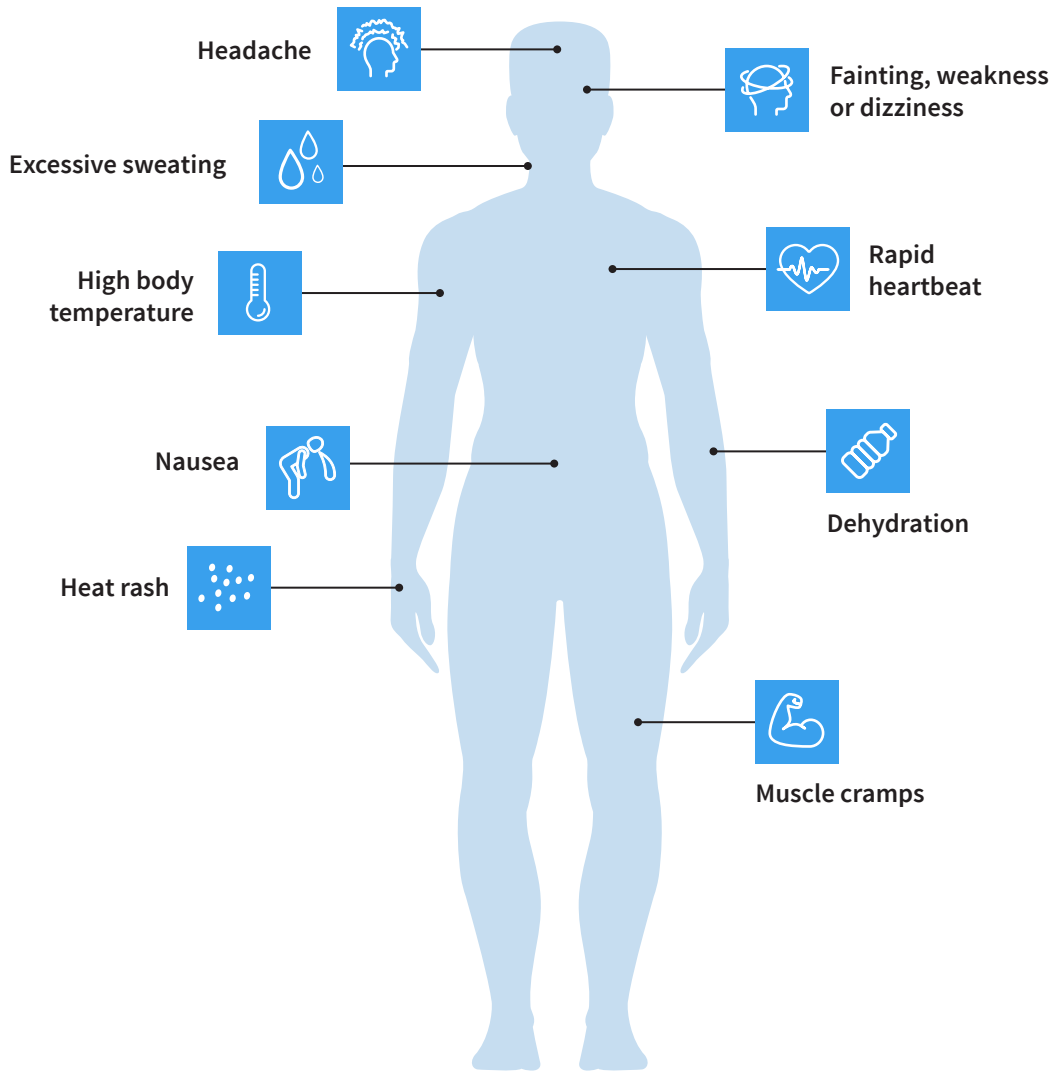 Headache
Fainting, weakness
or dizziness
Excessive sweating
High body
temperature
Rapid
heartbeat
Nausea
Dehydration
Heat rash
Muscle cramps